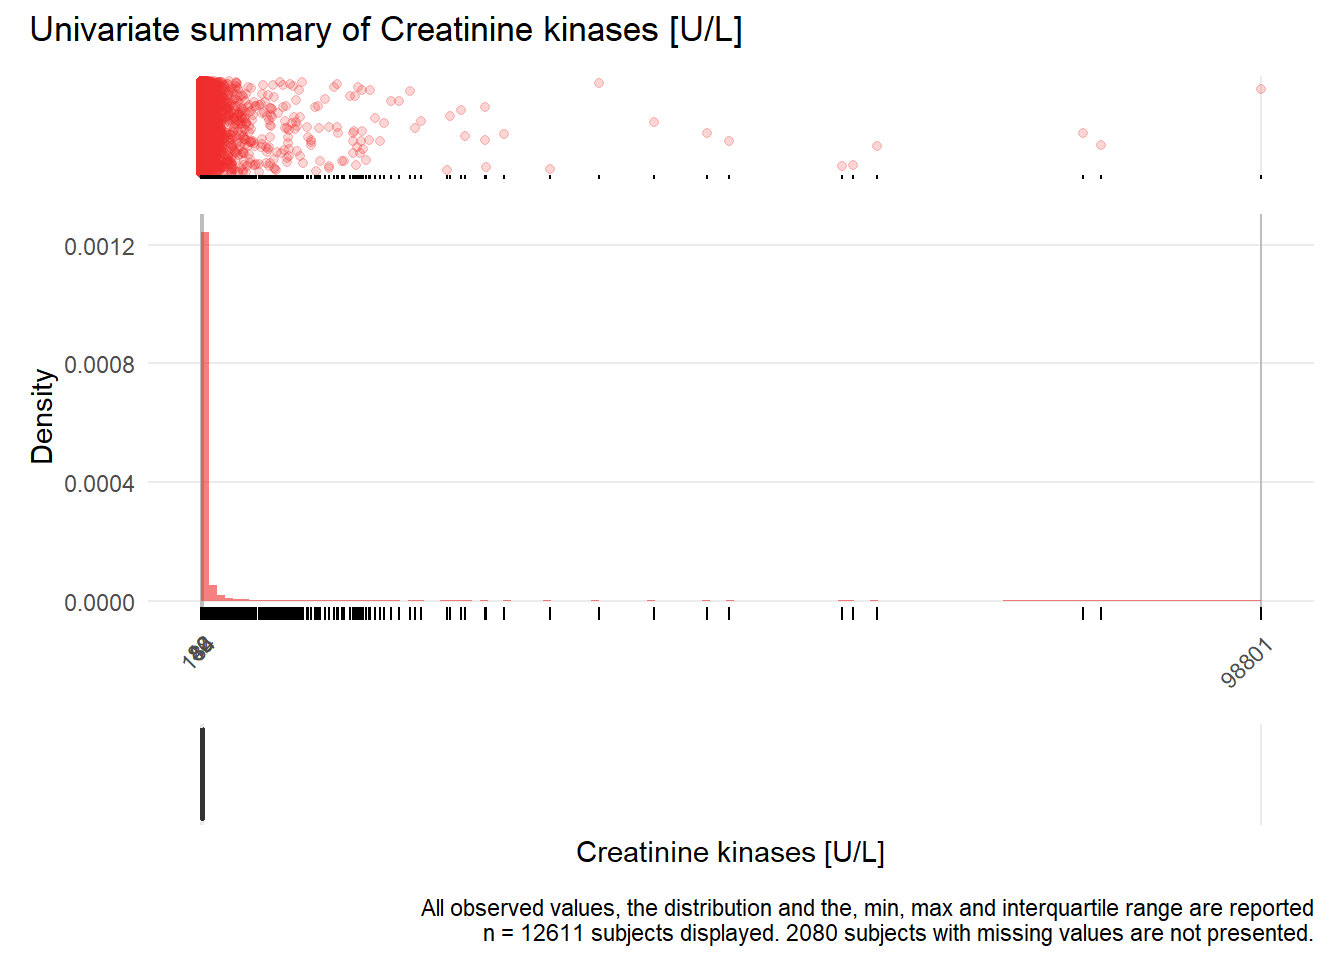 Univariate summary of Creatinine kinases [U/L]
0.0012
0.0008
0.0004
0.0000
Density
98801
Creatinine kinases [U/L]
All observed values, the distribution and the, min, max and interquartile range are reported
n = 12611 subjects displayed. 2080 subjects with missing values are not presented.